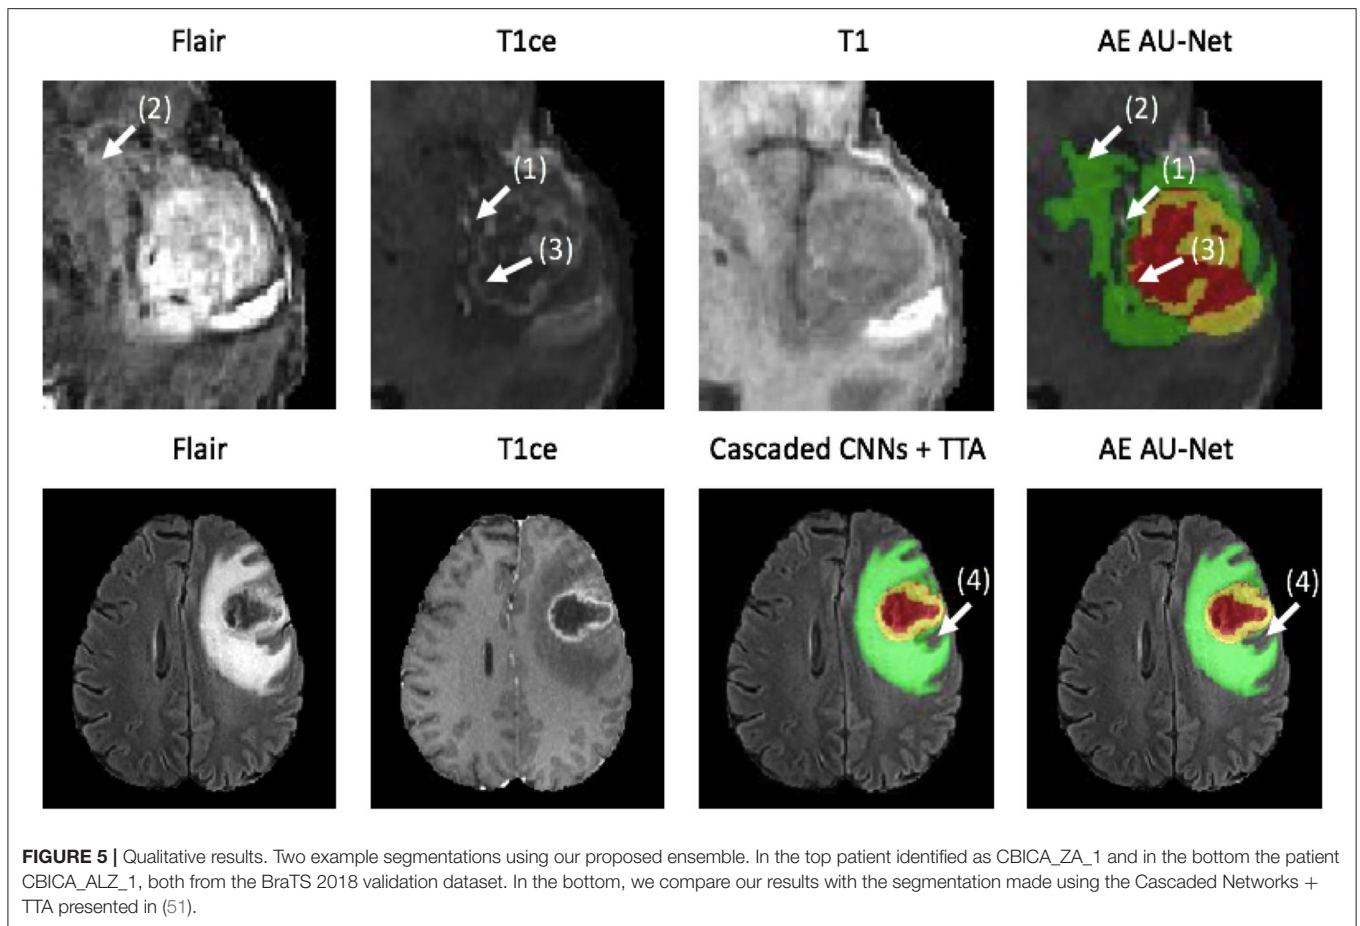 Flair T1ce T1 AE AU-Net
(2) (2)
(1) (1)
(3) (3)
Flair T1ce Cascaded CNNs + TTA AE AU-Net
(4) (4)
FIGURE 5 | Qualitative results. Two example segmentations using our proposed ensemble. In the top patient identified as CBICA_ZA_1 and in the bottom the patient
CBICA_ALZ_1, both from the BraTS 2018 validation dataset. In the bottom, we compare our results with the segmentation made using the Cascaded Networks +
TTA presented in (51).